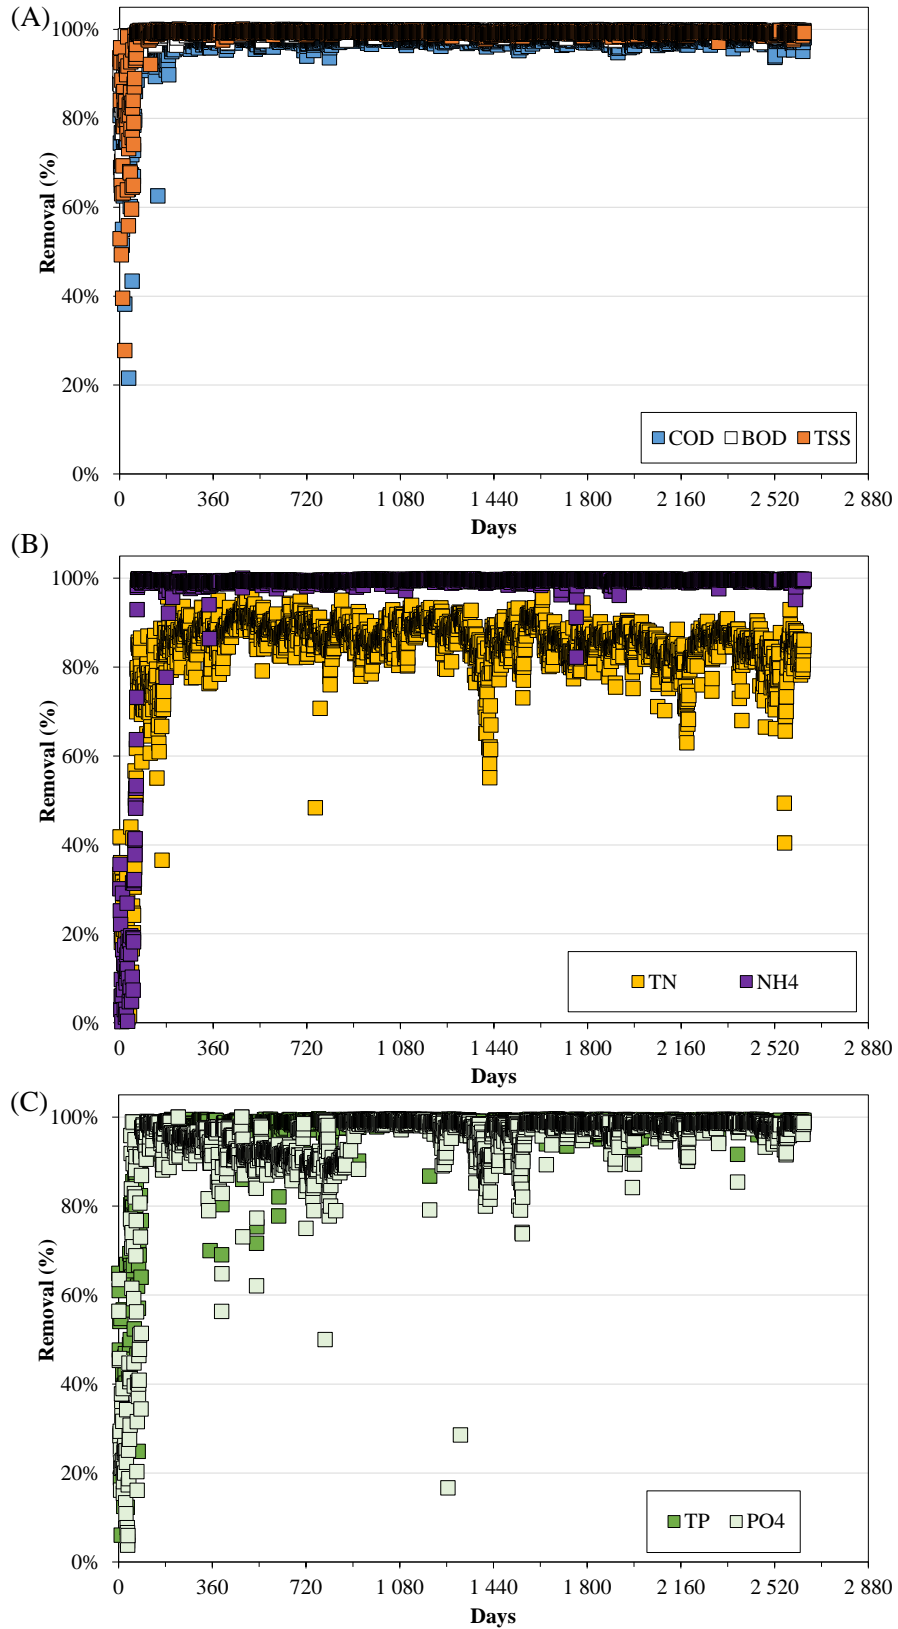 (A)
100%
80%
60%
40%
20%
0%
Removal (%)
COD BOD TSS
0 360 720 1 080 1 440 1 800 2 160 2 520 2 880
Days
(B)
100%
80%
60%
40%
20%
0%
Removal (%)
TN NH4
0 360 720 1 080 1 440 1 800 2 160 2 520 2 880
Days
(C)
100%
80%
60%
40%
20%
0%
Removal (%)
TP PO4
0 360 720 1 080 1 440 1 800 2 160 2 520 2 880
Days